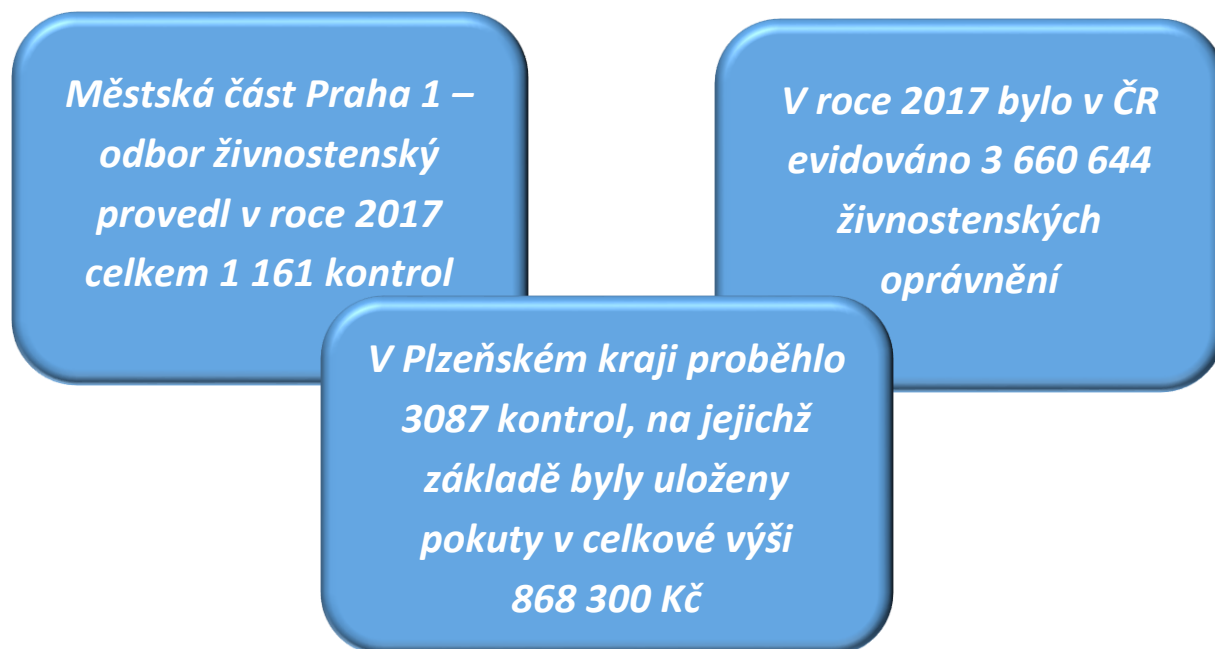 Městská část Praha 1 –
odbor živnostenský
provedl v roce 2017
celkem 1 161 kontrol
V roce 2017 bylo v ČR
evidováno 3 660 644
živnostenských
oprávnění
V Plzeňském kraji proběhlo
3087 kontrol, na jejichž
základě byly uloženy
pokuty v celkové výši
868 300 Kč